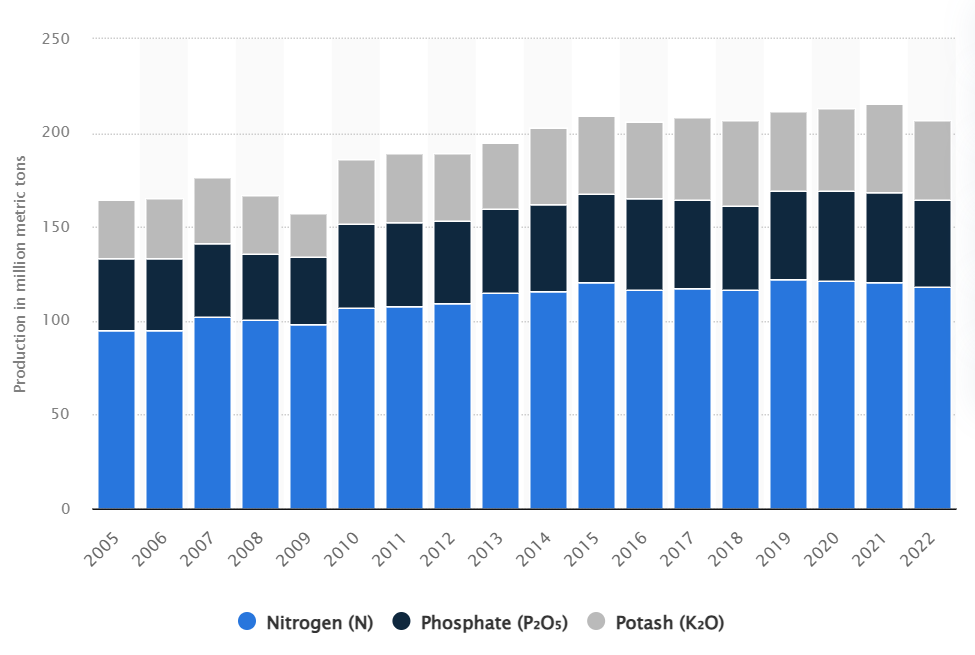 Production in million metric tons
250
200
150
100
50
0
2005 2006 2007 2008 2009 2010 2011 2012 2013 2014 2015 2016 2017 2018 2019 2020 2021 2022
Nitrogen (N) Phosphate (P₂O₅) Potash (K₂O)